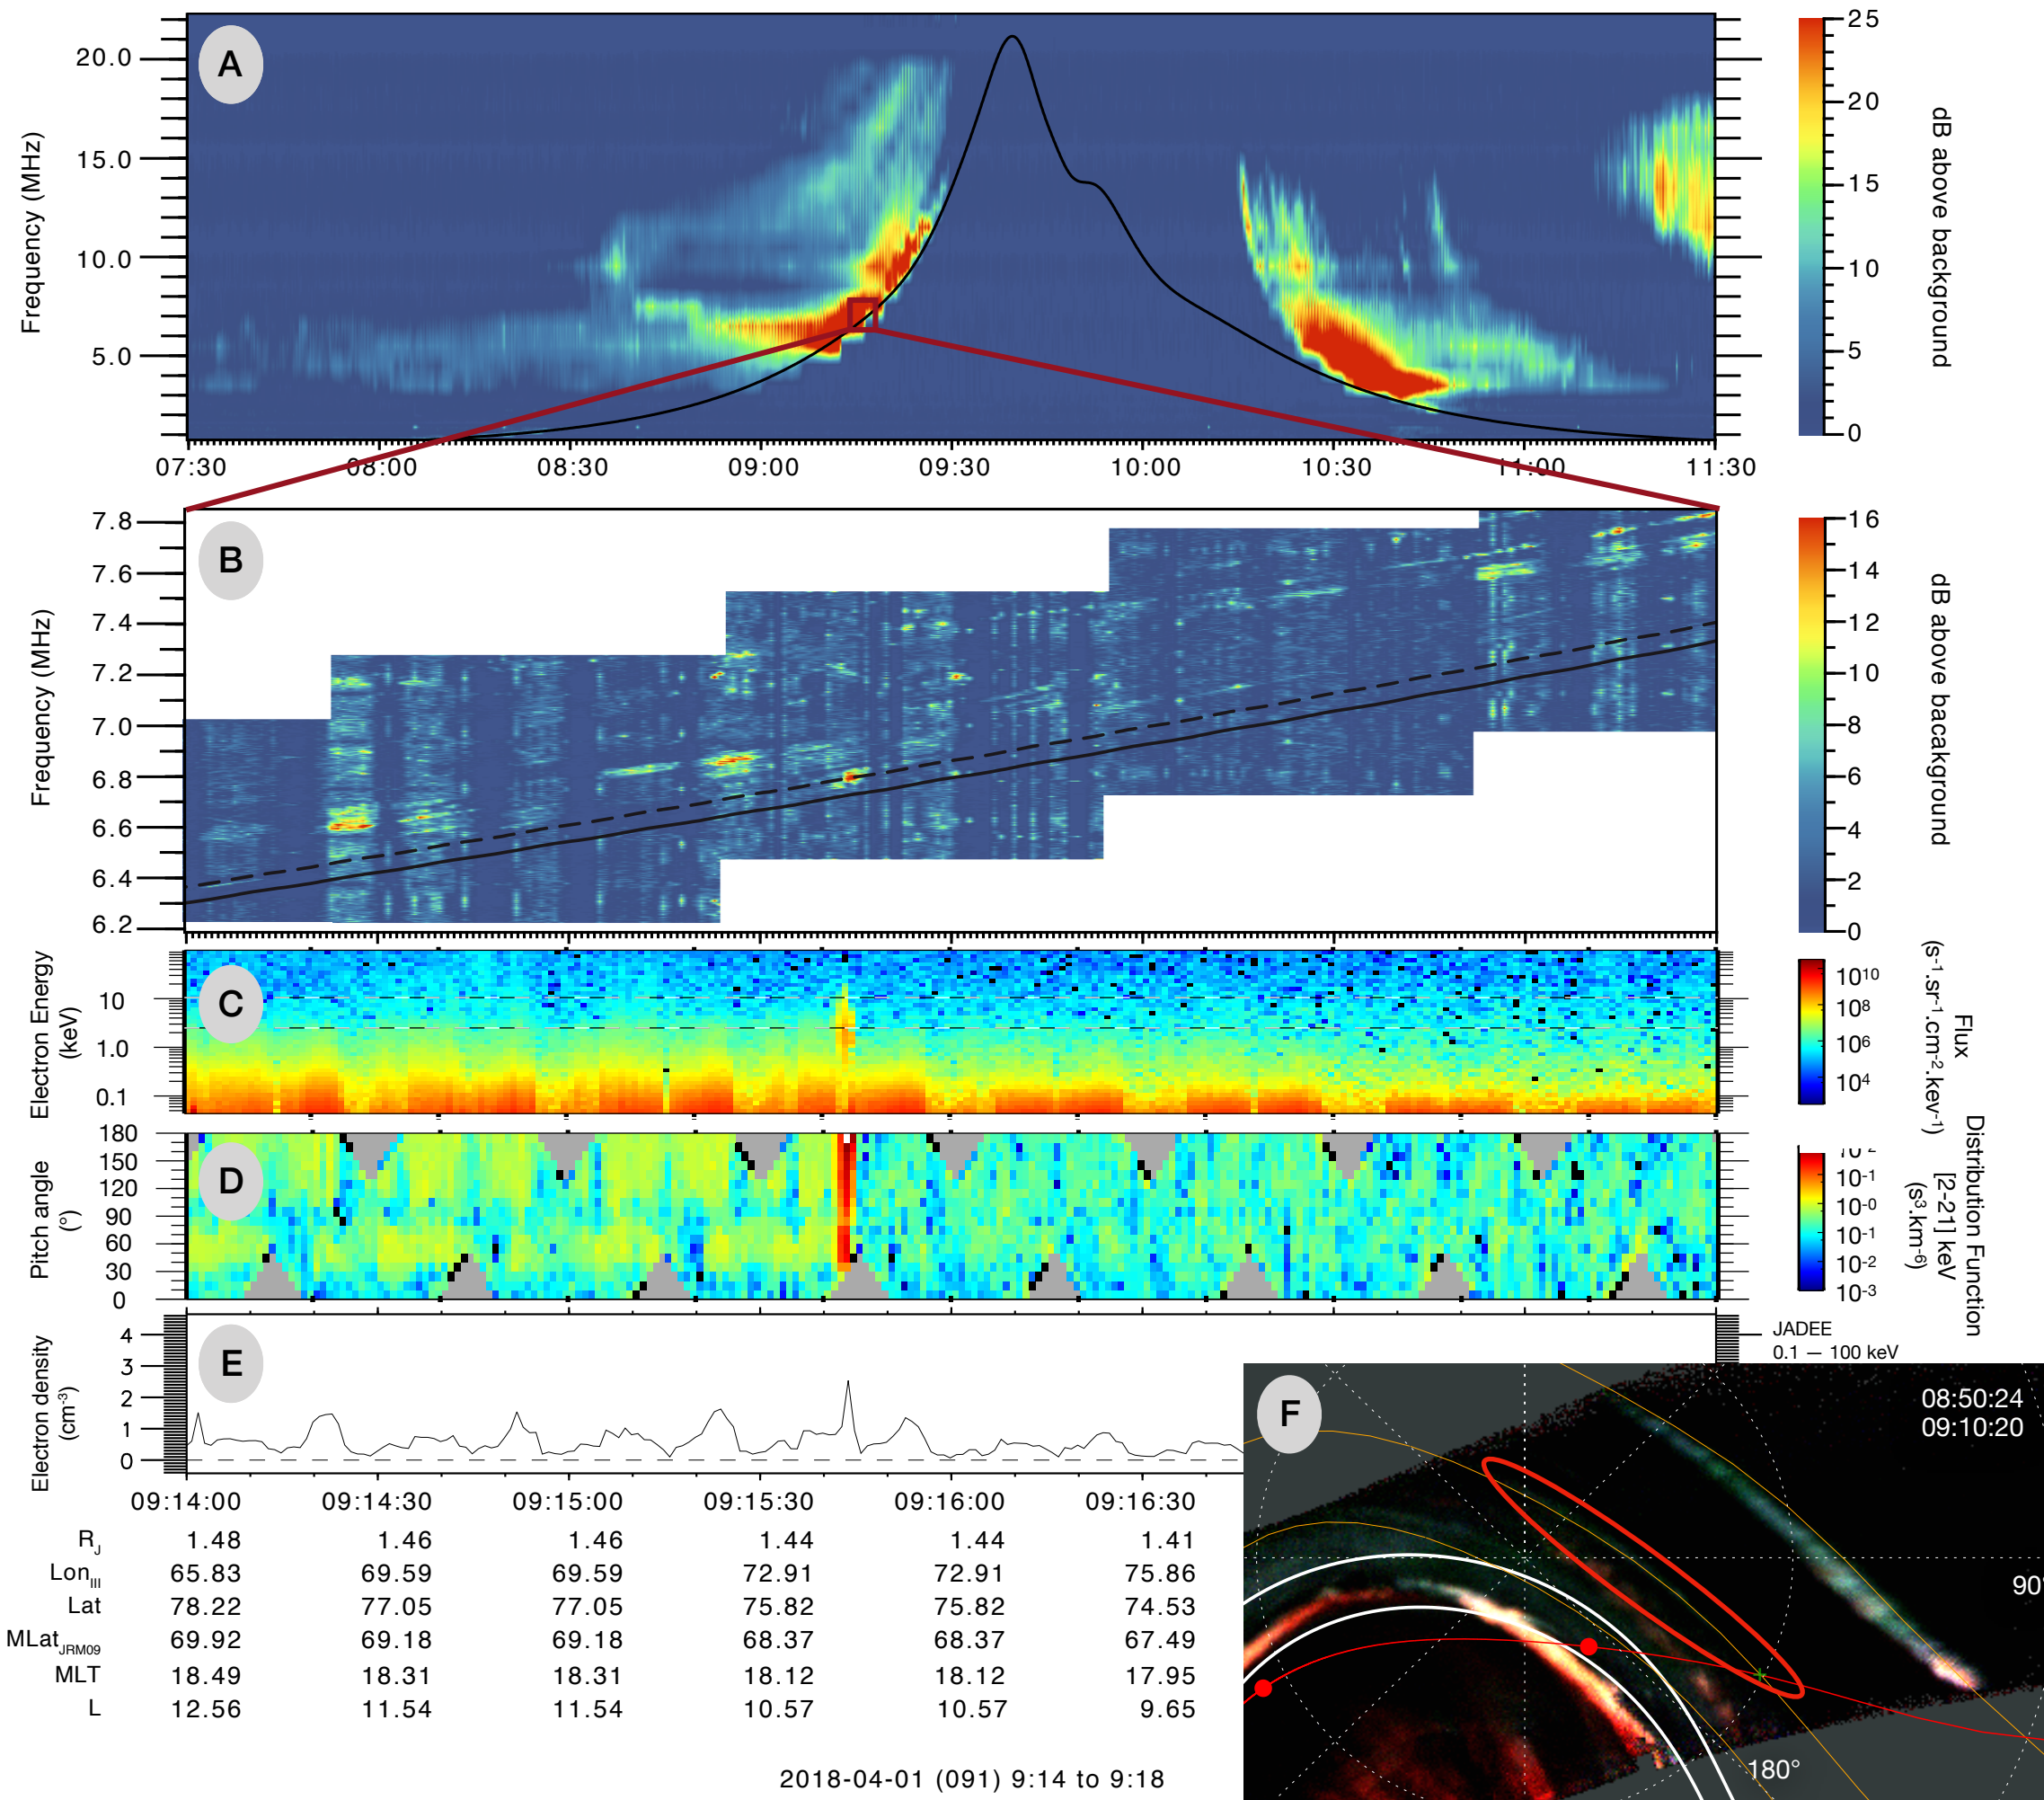 A
Frequency (MHz)
20.0
15.0
10.0
5.0
07:30 08:00 08:30 09:00 09:30 10:00 10:30 11:00 11:30
25
20
15
10
5
0
dB above background
B
Frequency (MHz)
7.8
7.6
7.4
7.2
7.0
6.8
6.6
6.4
6.2
16
14
12
10
8
6
4
2
0
dB above bacakground
C
Electron Energy
(keV)
10
1.0
0.1
10¹⁰
10⁸
10⁶
10⁴
Flux
(s⁻¹.sr⁻¹.cm⁻².kev⁻¹)
D
Pitch angle
(°)
180
150
120
90
60
30
0
10⁻¹
10⁻⁰
10⁻¹
10⁻²
10⁻³
Distribution Function
[2-21] keV
(s³.km⁻⁶)
E
Electron density
(cm⁻³)
4
3
2
1
0
JADEE
0.1 — 100 keV
09:14:00 09:14:30 09:15:00 09:15:30 09:16:00 09:16:30
R_J 1.48 1.46 1.46 1.44 1.44 1.41
Lon_III 65.83 69.59 69.59 72.91 72.91 75.86
Lat 78.22 77.05 77.05 75.82 75.82 74.53
MLat_JRM09 69.92 69.18 69.18 68.37 68.37 67.49
MLT 18.49 18.31 18.31 18.12 18.12 17.95
L 12.56 11.54 11.54 10.57 10.57 9.65
2018-04-01 (091) 9:14 to 9:18
F
08:50:24
09:10:20
90°
180°